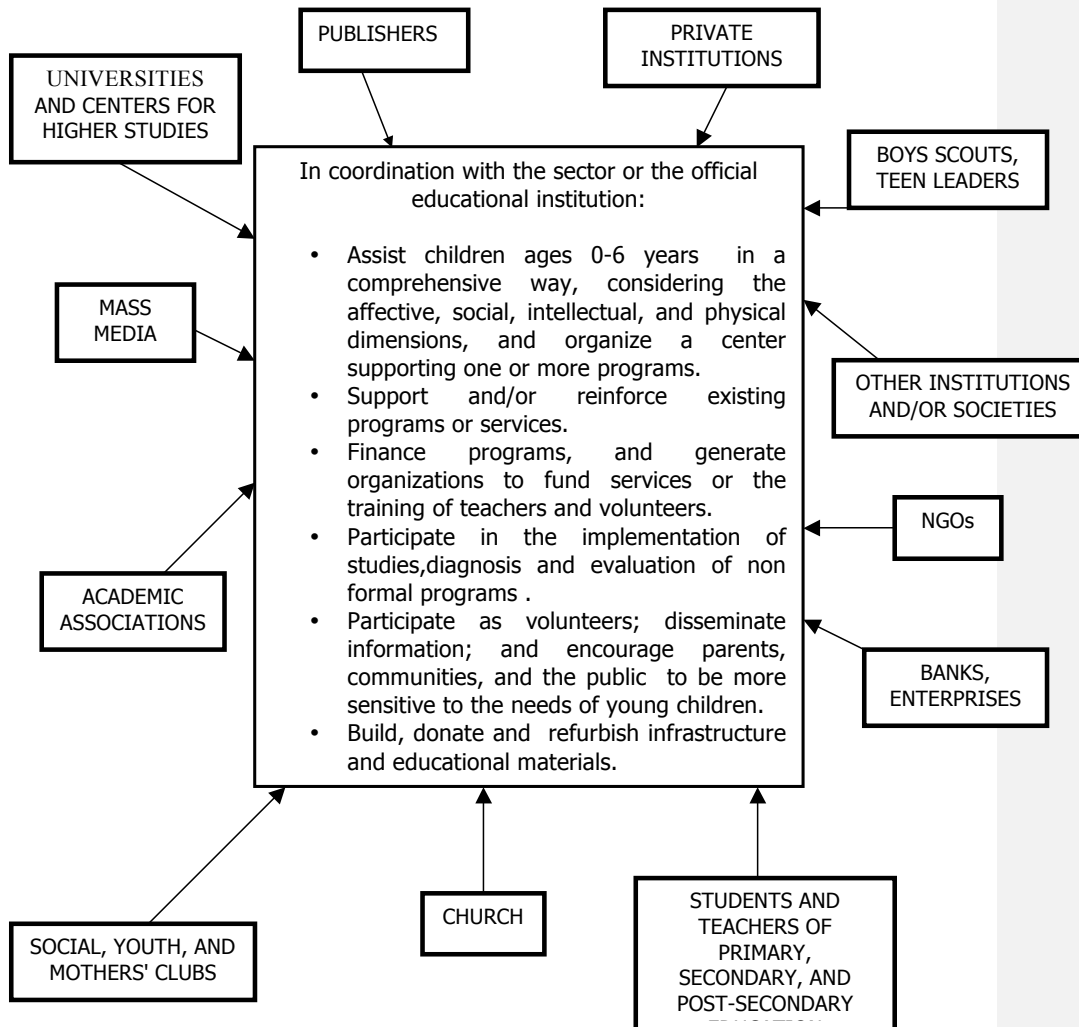 PUBLISHERS
PRIVATE
INSTITUTIONS
UNIVERSITIES
AND CENTERS FOR
HIGHER STUDIES
BOYS SCOUTS,
TEEN LEADERS
In coordination with the sector or the official
educational institution:
• Assist children ages 0-6 years in a
comprehensive way, considering the
affective, social, intellectual, and physical
dimensions, and organize a center
supporting one or more programs.
• Support and/or reinforce existing
programs or services.
• Finance programs, and generate
organizations to fund services or the
training of teachers and volunteers.
• Participate in the implementation of
studies,diagnosis and evaluation of non
formal programs .
• Participate as volunteers; disseminate
information; and encourage parents,
communities, and the public to be more
sensitive to the needs of young children.
• Build, donate and refurbish infrastructure
and educational materials.
MASS
MEDIA
OTHER INSTITUTIONS
AND/OR SOCIETIES
NGOs
ACADEMIC
ASSOCIATIONS
BANKS,
ENTERPRISES
SOCIAL, YOUTH, AND
MOTHERS' CLUBS
CHURCH
STUDENTS AND
TEACHERS OF
PRIMARY,
SECONDARY, AND
POST-SECONDARY